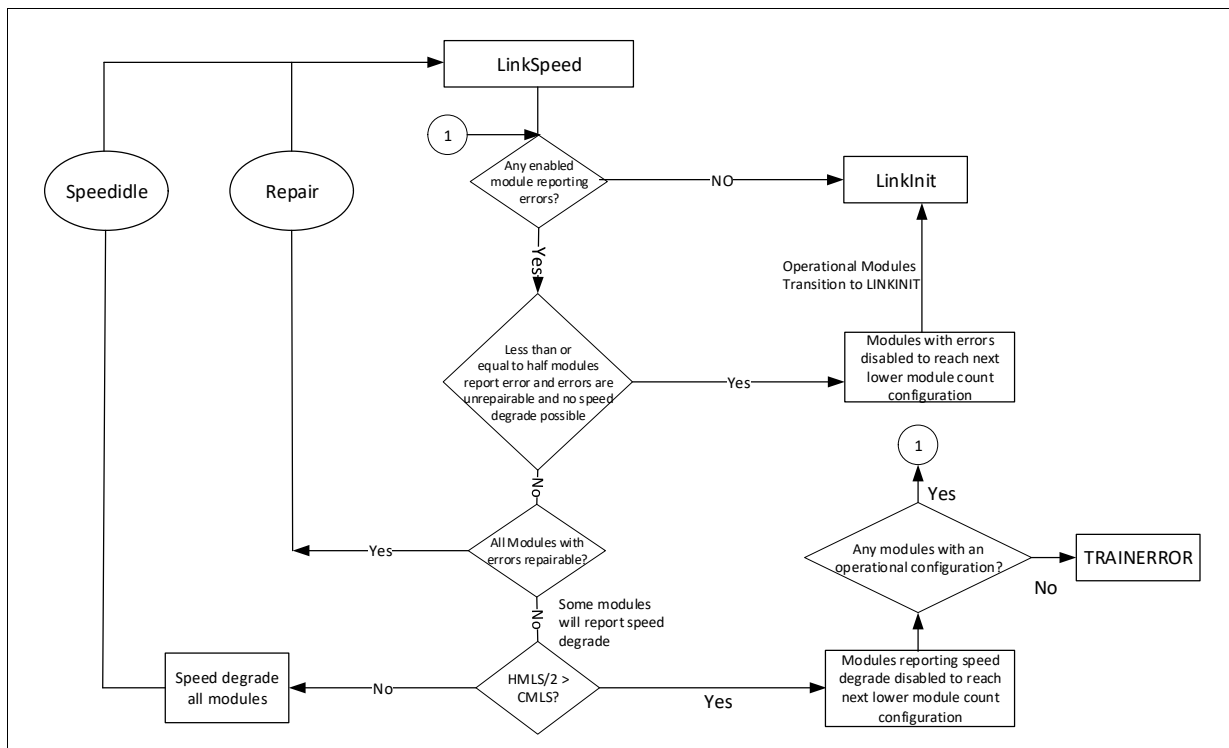 LinkSpeed
1
Any enabled
module reporting
errors?
NO
LinkInit
Speedidle
Repair
Yes
Operational Modules
Transition to LINKINIT
Less than or
equal to half modules
report error and errors are
unrepairable and no speed
degrade possible
Yes
Modules with errors
disabled to reach next
lower module count
configuration
1
No
Yes
All Modules with
errors repairable?
Yes
Any modules with an
operational configuration?
TRAINERROR
No
No
Some modules
will report speed
degrade
Speed degrade
all modules
No
HMLS/2 >
CMLS?
Yes
Modules reporting speed
degrade disabled to reach
next lower module count
configuration